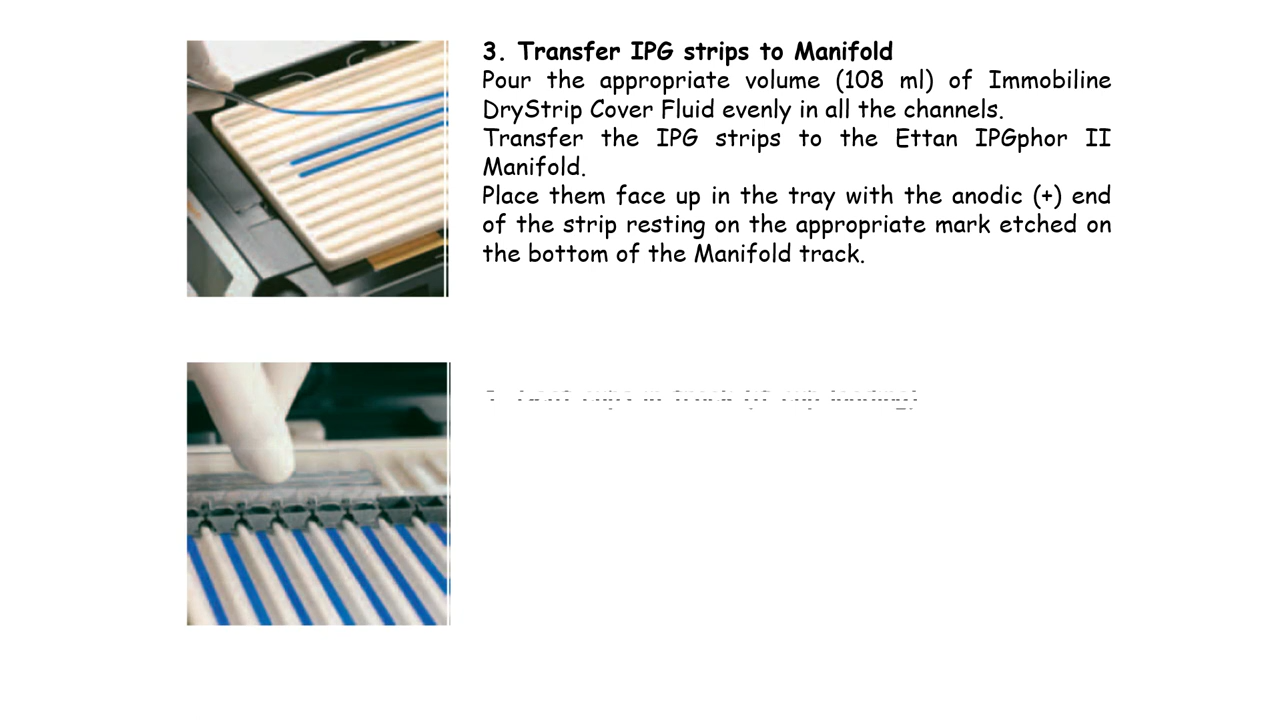 3. Transfer IPG strips to Manifold
Pour the appropriate volume (108 ml) of Immobiline
DryStrip Cover Fluid evenly in all the channels.
Transfer the IPG strips to the Ettan IPGphor II
Manifold.
Place them face up in the tray with the anodic (+) end
of the strip resting on the appropriate mark etched on
the bottom of the Manifold track.